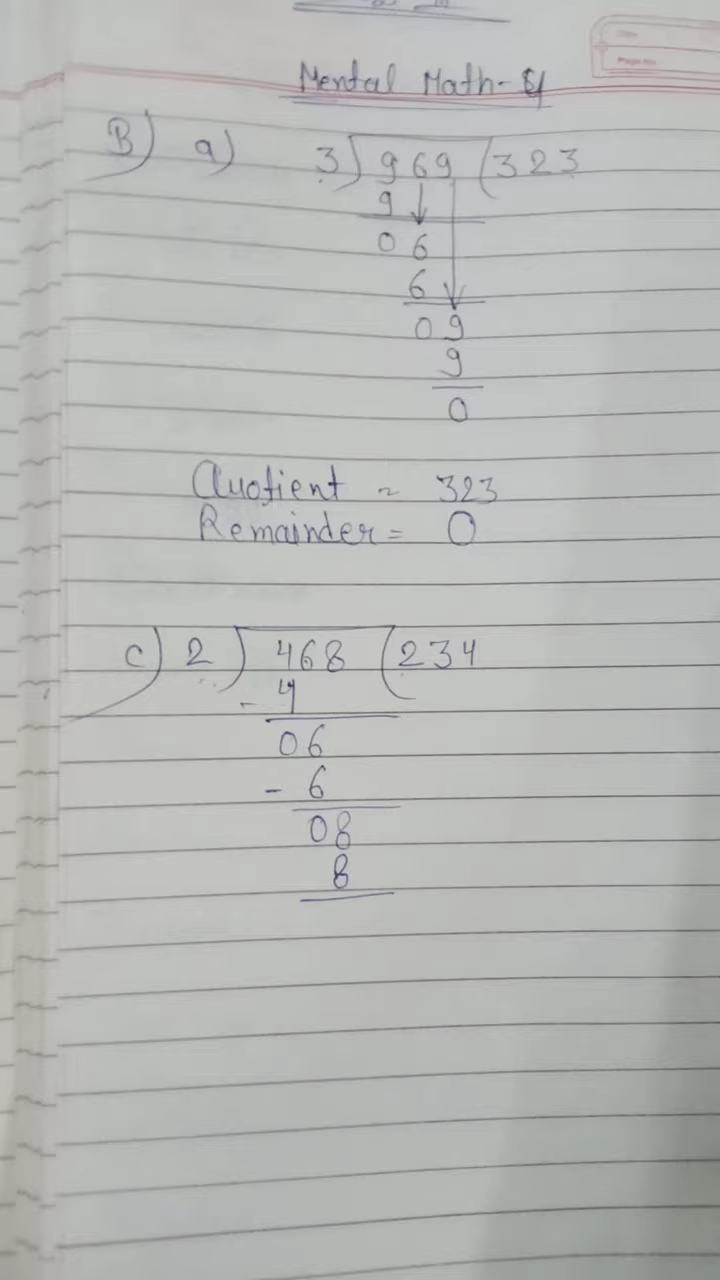 Mental Math-
B) a) 3) 969 (323
9
06
6
09
9
0
Quotient = 323
Remainder = 0
c) 2) 468 (234
- 4
06
- 6
08
8